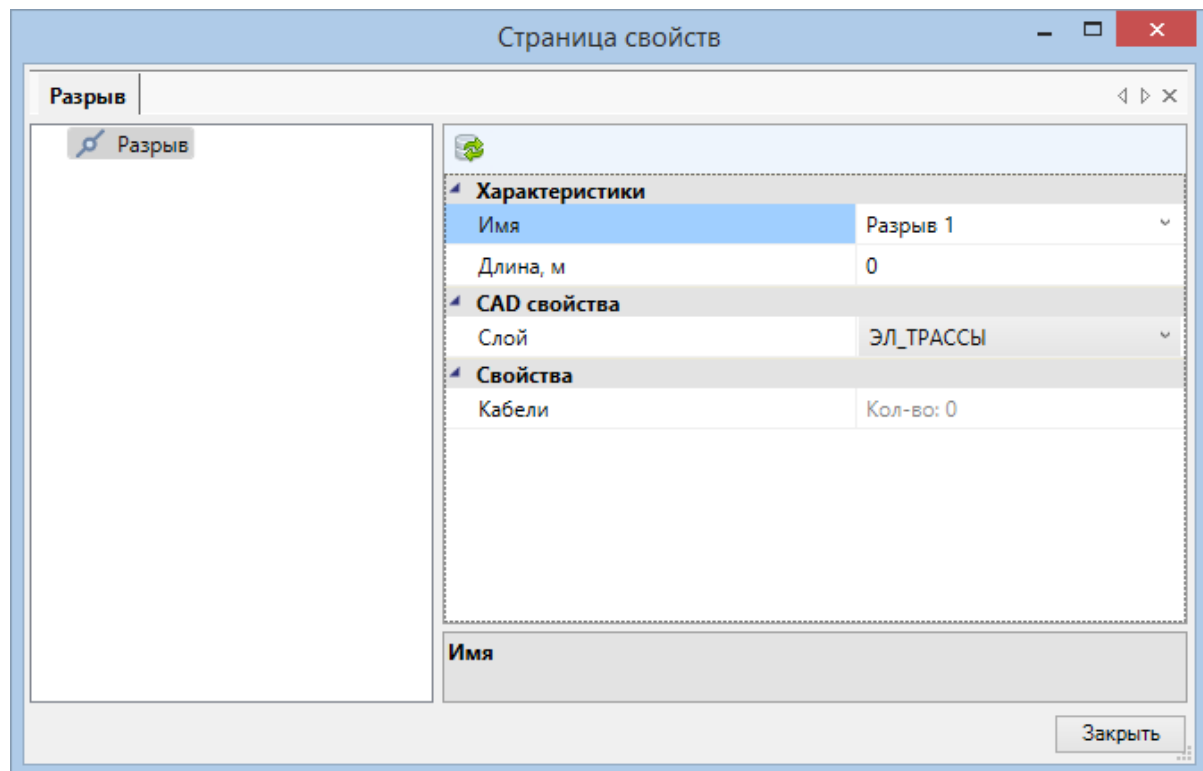 Страница свойств
Разрыв
Разрыв
Характеристики
Имя Разрыв 1
Длина, м 0
CAD свойства
Слой ЭЛ_ТРАССЫ
Свойства
Кабели Кол-во: 0
Имя
Закрыть